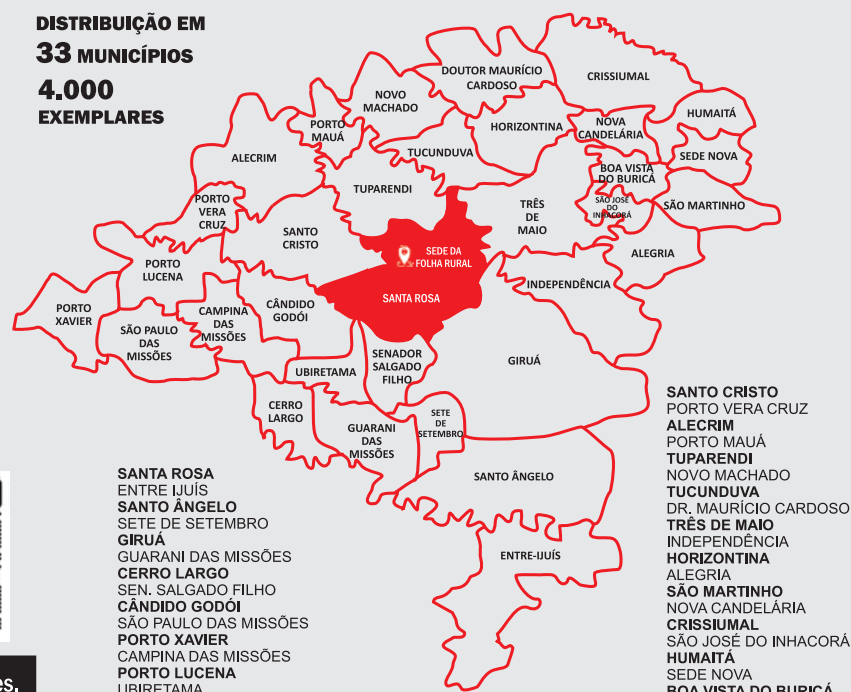 DISTRIBUIÇÃO EM
33 MUNICÍPIOS
4.000
EXEMPLARES
DOUTOR MAURÍCIO
CARDOSO
CRISSIUMAL
NOVO
MACHADO
PORTO
MAUÁ
HORIZONTINA
NOVA
CANDELÁRIA
HUMAITÁ
TUCUNDUVA
SEDE NOVA
ALECRIM
BOA VISTA
DO BURICÁ
TUPARENDI
SÃO JOSÉ
DO
INHACORÁ
SÃO MARTINHO
PORTO
VERA
CRUZ
TRÊS
DE
MAIO
SANTO
CRISTO
SEDE DA
FOLHA RURAL
ALEGRIA
PORTO
LUCENA
INDEPENDÊNCIA
SANTA ROSA
PORTO
XAVIER
SÃO PAULO
DAS
MISSÕES
CAMPINA
DAS
MISSÕES
CÂNDIDO
GODÓI
UBIRETAMA
SENADOR
SALGADO
FILHO
GIRUÁ
CERRO
LARGO
GUARANI
DAS
MISSÕES
SETE
DE
SETEMBRO
SANTO ÂNGELO
ENTRE-IJUÍS
SANTA ROSA
ENTRE IJUÍS
SANTO ÂNGELO
SETE DE SETEMBRO
GIRUÁ
GUARANI DAS MISSÕES
CERRO LARGO
SEN. SALGADO FILHO
CÂNDIDO GODÓI
SÃO PAULO DAS MISSÕES
PORTO XAVIER
CAMPINA DAS MISSÕES
PORTO LUCENA
UBIRETAMA
SANTO CRISTO
PORTO VERA CRUZ
ALECRIM
PORTO MAUÁ
TUPARENDI
NOVO MACHADO
TUCUNDUVA
DR. MAURÍCIO CARDOSO
TRÊS DE MAIO
INDEPENDÊNCIA
HORIZONTINA
ALEGRIA
SÃO MARTINHO
NOVA CANDELÁRIA
CRISSIUMAL
SÃO JOSÉ DO INHACORÁ
HUMAITÁ
SEDE NOVA
BOA VISTA DO BURICÁ